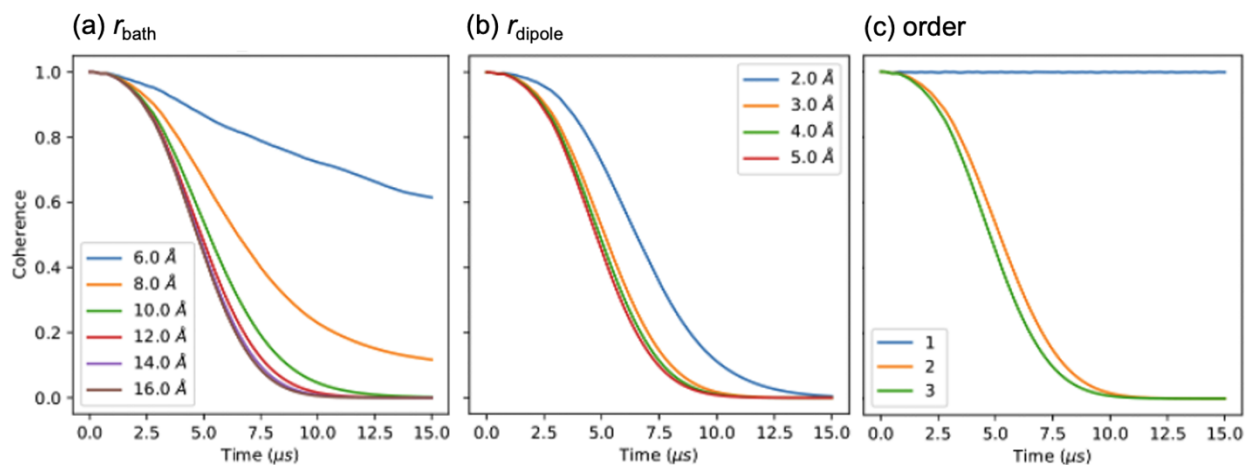 (a) r_bath
(b) r_dipole
(c) order
1.0
0.8
0.6
0.4
0.2
0.0
Coherence
6.0 Å
8.0 Å
10.0 Å
12.0 Å
14.0 Å
16.0 Å
0.0 2.5 5.0 7.5 10.0 12.5 15.0
Time (μs)
2.0 Å
3.0 Å
4.0 Å
5.0 Å
0.0 2.5 5.0 7.5 10.0 12.5 15.0
Time (μs)
1
2
3
0.0 2.5 5.0 7.5 10.0 12.5 15.0
Time (μs)